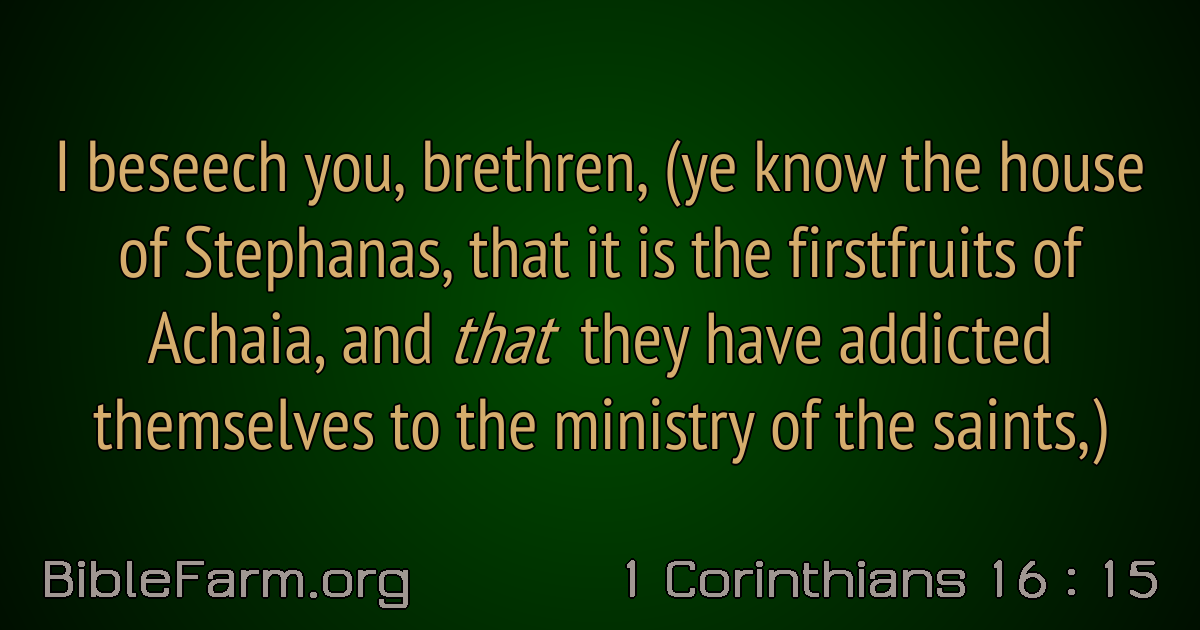 I beseech you, brethren, (ye know the house
of Stephanas, that it is the firstfruits of
Achaia, and that they have addicted
themselves to the ministry of the saints,)
BibleFarm.org
1 Corinthians 16 : 15